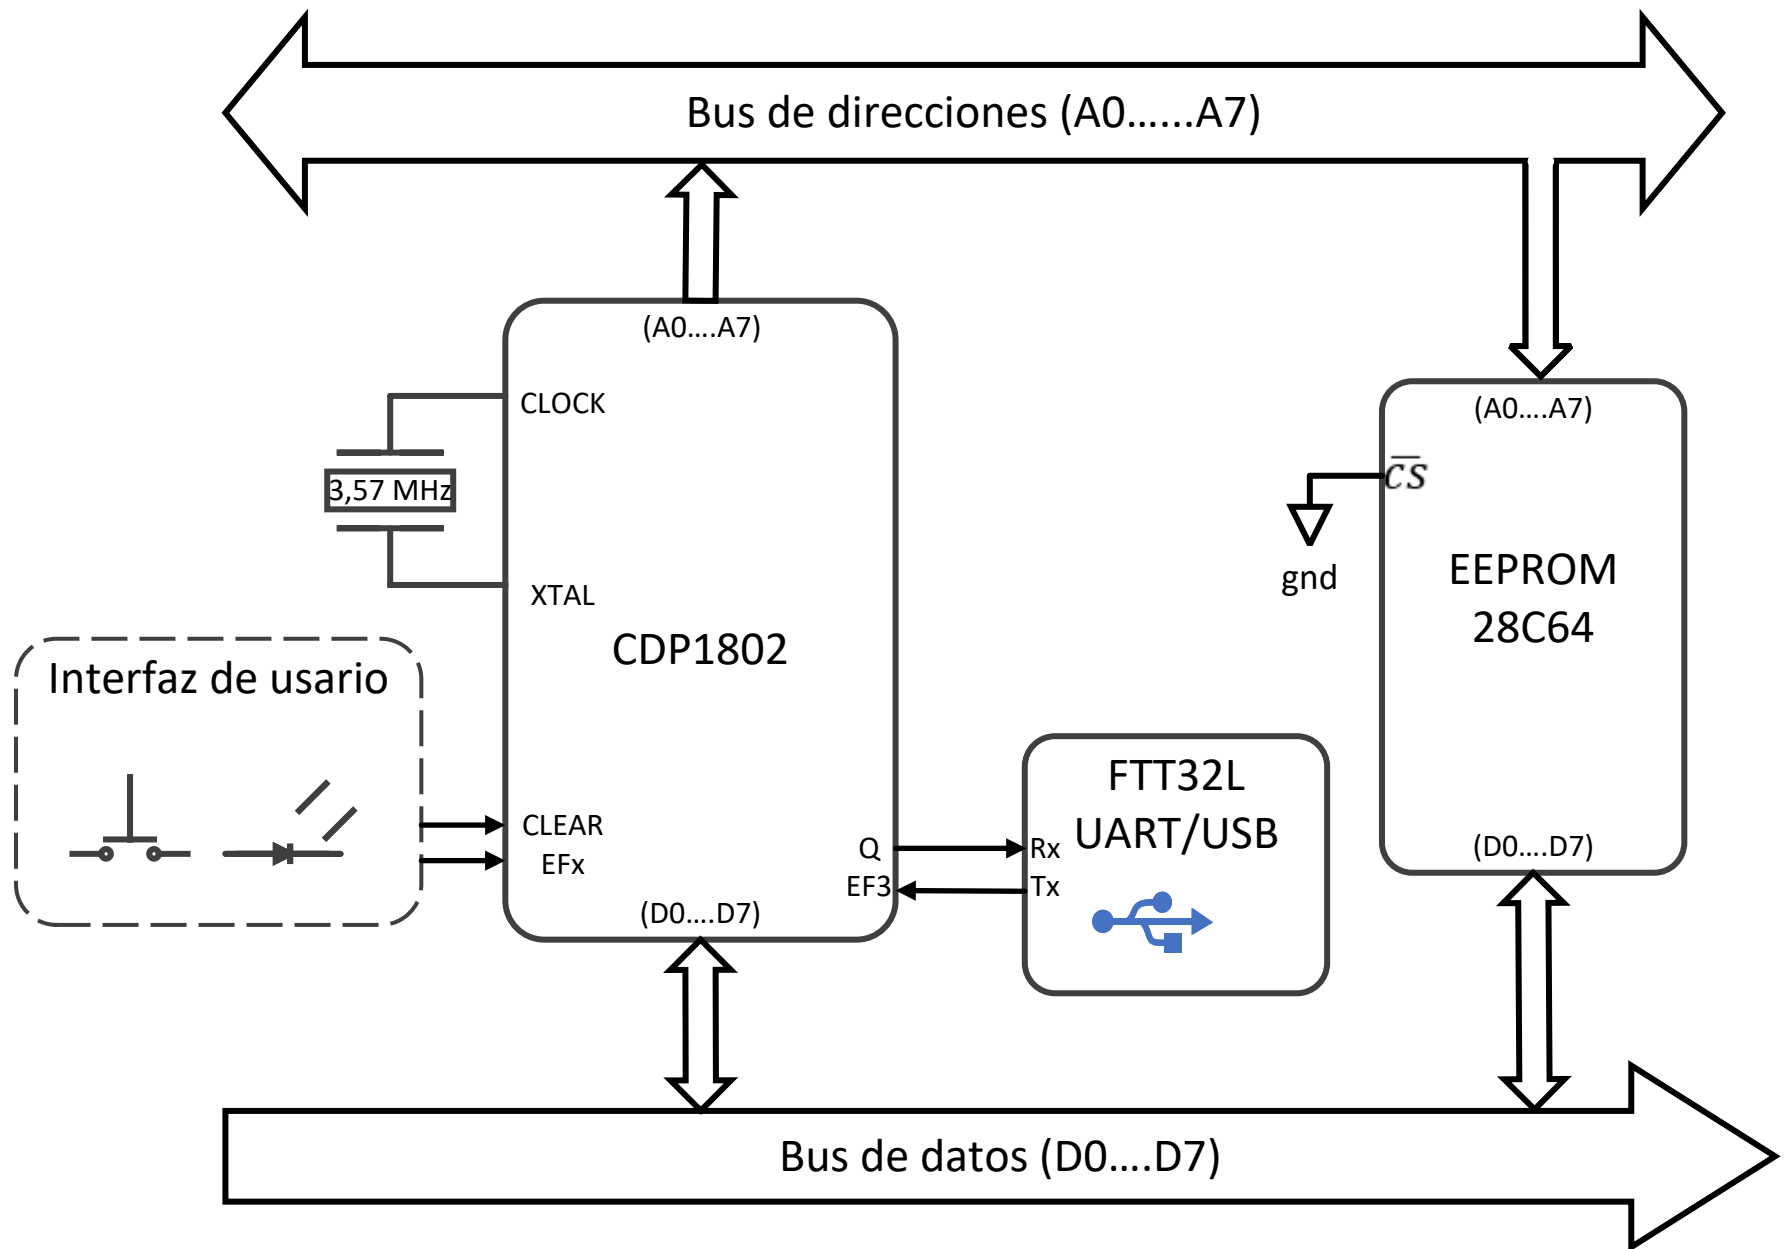 Bus de direcciones (A0......A7)
(A0....A7)
(A0....A7)
CLOCK
3,57 MHz
XTAL
CDP1802
C̅S̅
gnd
EEPROM
28C64
Interfaz de usario
CLEAR
EFx
Q
EF3
FTT32L
UART/USB
Rx
Tx
(D0....D7)
(D0....D7)
Bus de datos (D0....D7)